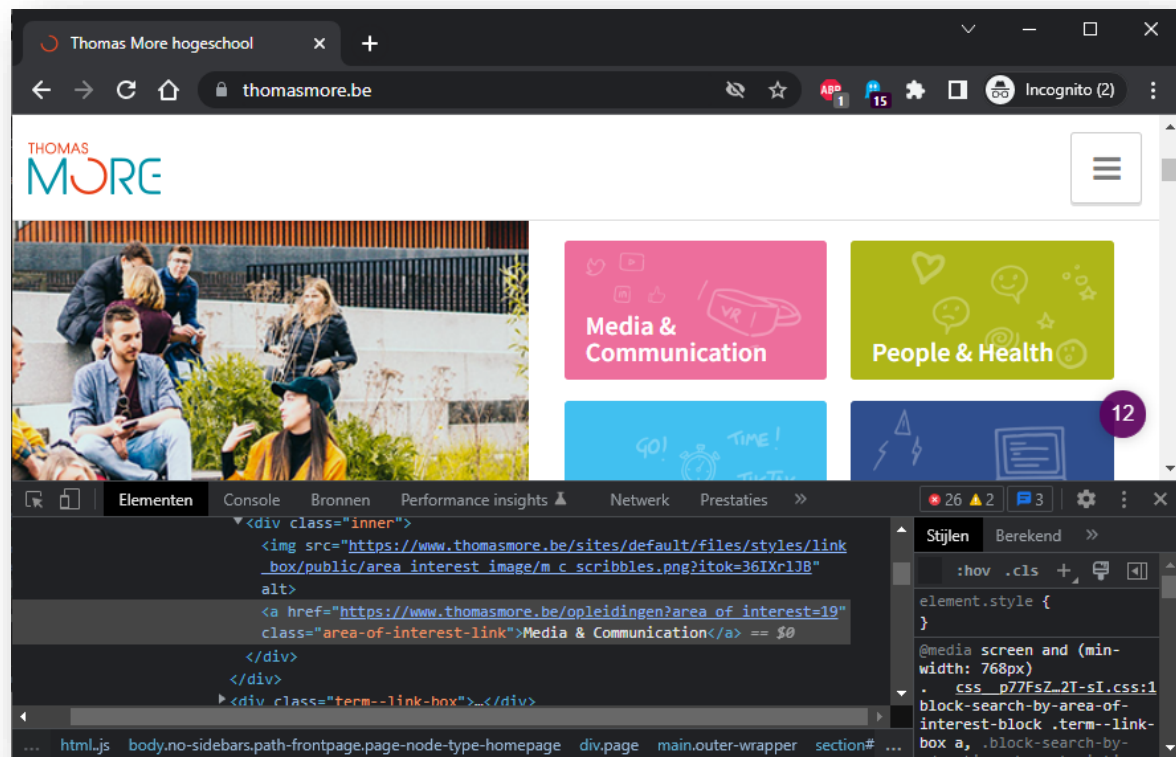 Thomas More hogeschool
thomasmore.be
ABP
1
15
Incognito (2)
THOMAS
MORE
Media &
Communication
VR
People & Health
GO!
TIME!
TIKTAK
12
Elementen Console Bronnen Performance insights Netwerk Prestaties »
26 2 3
▼<div class="inner">
<img src="https://www.thomasmore.be/sites/default/files/styles/link
_box/public/area_interest_image/m_c_scribbles.png?itok=36IXrlJB"
alt>
<a href="https://www.thomasmore.be/opleidingen?area_of_interest=19"
class="area-of-interest-link">Media & Communication</a> == $0
</div>
</div>
▶<div class="term--link-box">…</div>
... html.js body.no-sidebars.path-frontpage.page-node-type-homepage div.page main.outer-wrapper section# ...
Stijlen Berekend »
:hov .cls +
element.style {
}
@media screen and (min-
width: 768px)
. css__p77FsZ…2T-sI.css:1
block-search-by-area-of-
interest-block .term--link-
box a, .block-search-by-